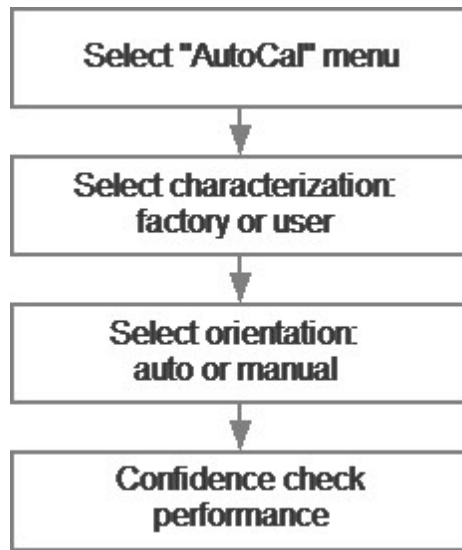 Select "AutoCal" menu
Select characterization:
factory or user
Select orientation:
auto or manual
Confidence check
performance